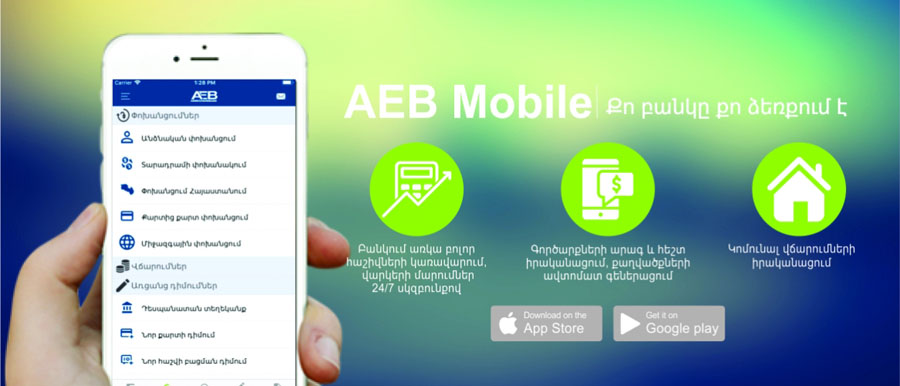 Carrier
1:28 PM
AEB
Փոխանցումներ
Անձնական փոխանցում
Տարադրամի փոխանակում
Փոխանցում Հայաստանում
Քարտից քարտ փոխանցում
Միջազգային փոխանցում
Վճարումներ
Առցանց դիմումներ
Դեսպանատան տեղեկանք
Նոր քարտի դիմում
Նոր հաշվի բացման դիմում
AEB Mobile
Քո բանկը քո ձեռքում է
Բանկում առկա բոլոր
հաշիվների կառավարում,
վարկերի մարումներ
24/7 սկզբունքով
$
Գործարքների արագ և հեշտ
իրականացում, քաղվածքների
ավտոմատ գեներացում
Կոմունալ վճարումների
իրականացում
Download on the
App Store
Get it on
Google play